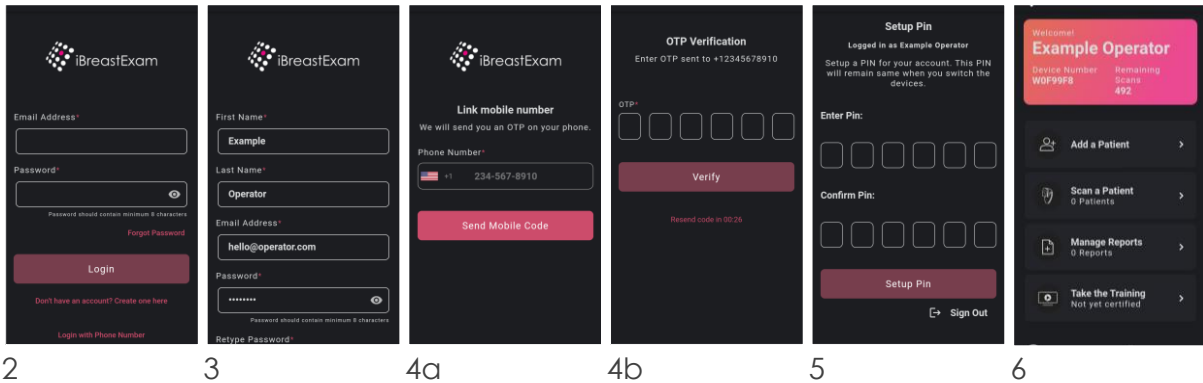 iBreastExam
Email Address*
Password*
Password should contain minimum 8 characters
Forgot Password
Login
Don't have an account? Create one here
Login with Phone Number
2
iBreastExam
First Name*
Example
Last Name*
Operator
Email Address*
hello@operator.com
Password*
••••••••
Password should contain minimum 8 characters
Retype Password*
3
iBreastExam
Link mobile number
We will send you an OTP on your phone.
Phone Number*
+1 234-567-8910
Send Mobile Code
4a
OTP Verification
Enter OTP sent to +12345678910
OTP*
Verify
Resend code in 00:26
4b
Setup Pin
Logged in as Example Operator
Setup a PIN for your account. This PIN
will remain same when you switch the
devices.
Enter Pin:
Confirm Pin:
Setup Pin
Sign Out
5
Welcome!
Example Operator
Device Number Remaining
W0F99F8 Scans
492
Add a Patient
Scan a Patient
0 Patients
Manage Reports
0 Reports
Take the Training
Not yet certified
6